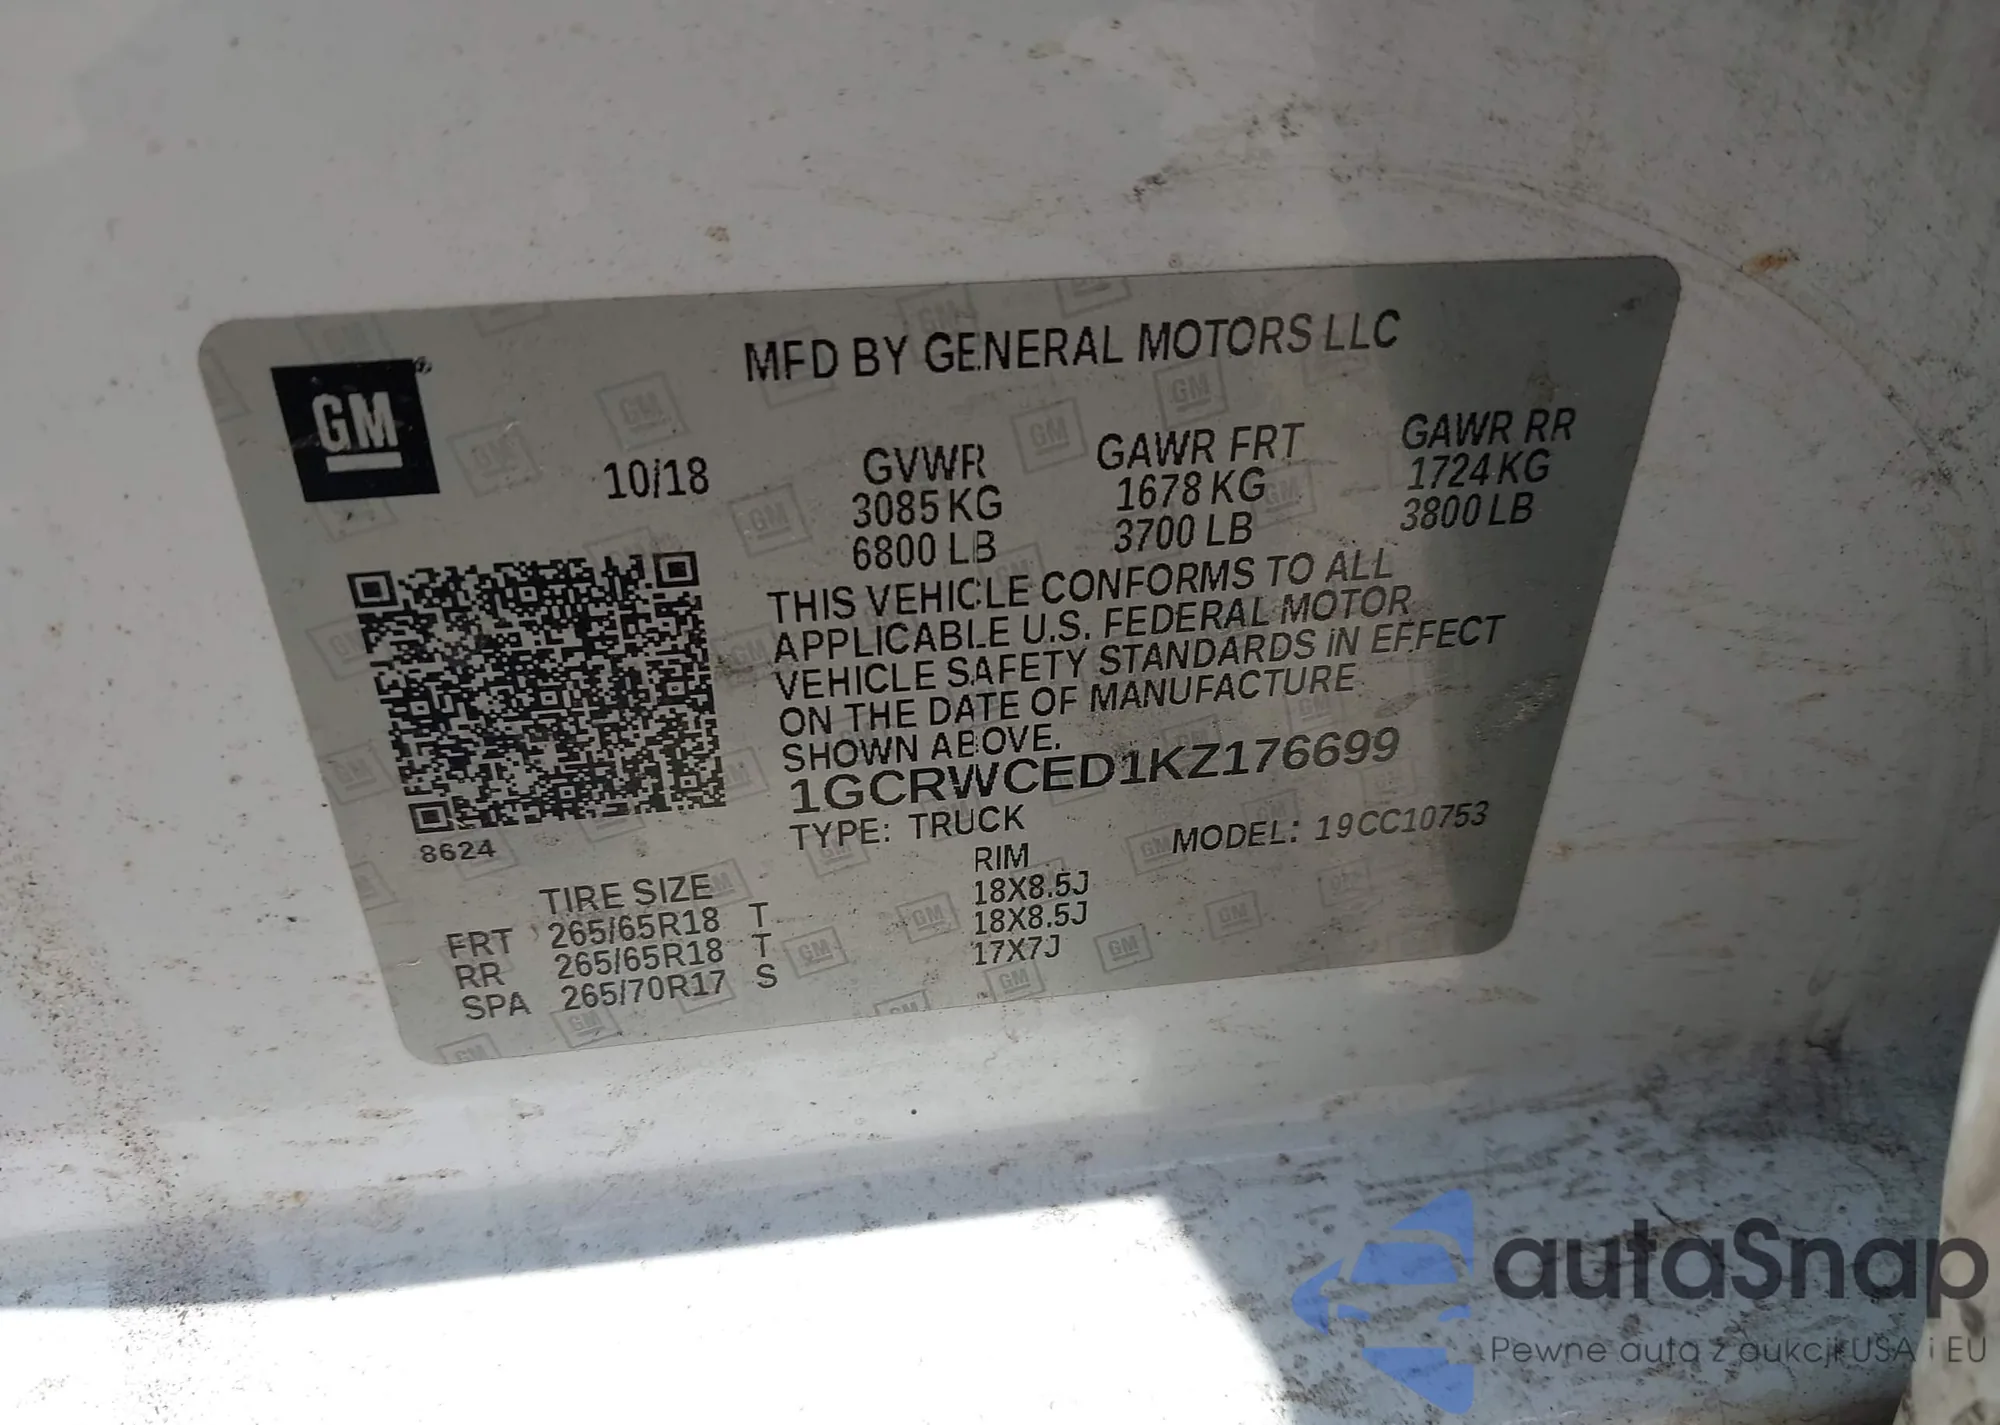 MFD BY GENERAL MOTORS LLC
GM
10/18
GVWR GAWR FRT GAWR RR
3085 KG 1678 KG 1724 KG
6800 LB 3700 LB 3800 LB
THIS VEHICLE CONFORMS TO ALL
APPLICABLE U.S. FEDERAL MOTOR
VEHICLE SAFETY STANDARDS IN EFFECT
ON THE DATE OF MANUFACTURE
SHOWN ABOVE.
1GCRWCED1KZ176699
TYPE: TRUCK MODEL: 19CC10753
8624
TIRE SIZE RIM
FRT 265/65R18 T 18X8.5J
RR 265/65R18 T 18X8.5J
SPA 265/70R17 S 17X7J
autaSnap
Pewne auta z aukcji USA i EU